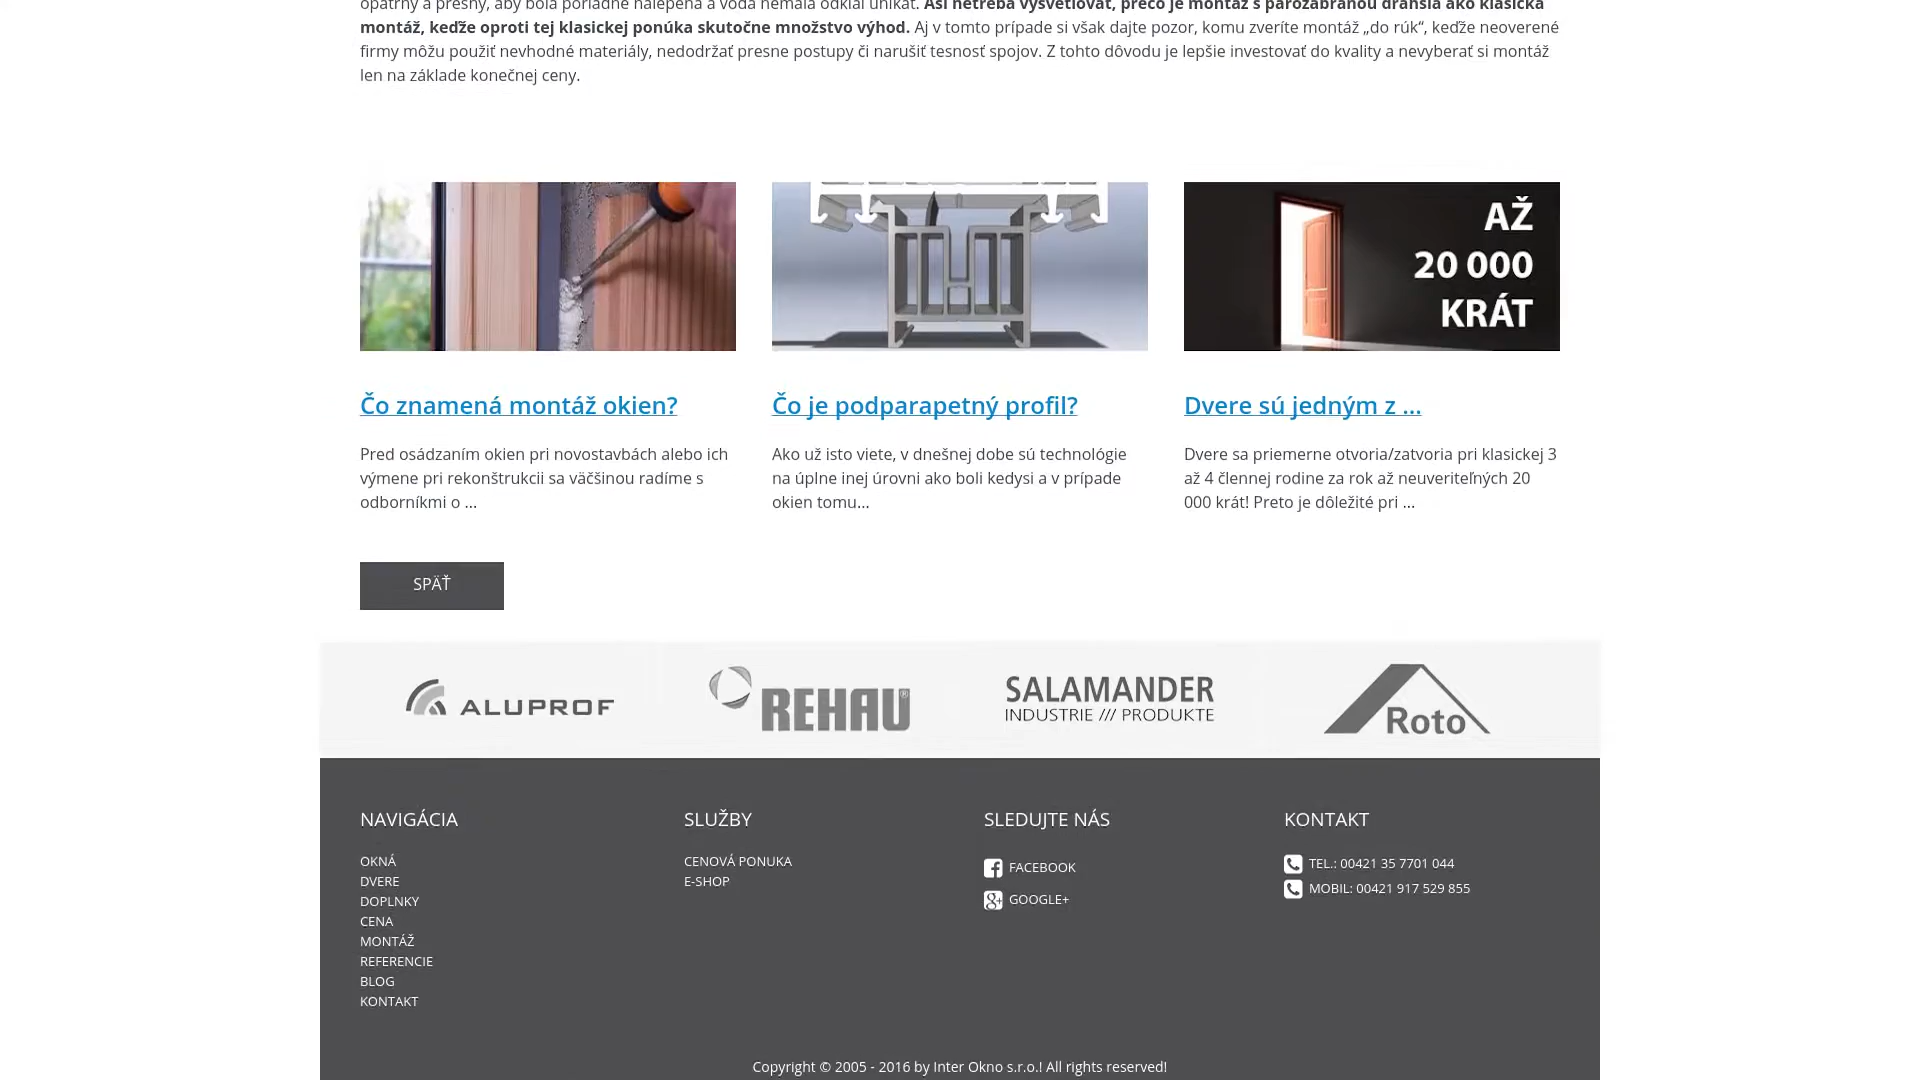 opatrný a presný, aby bola poriadne nalepená a voda nemala odkiaľ unikať. Asi netreba vysvetľovať, prečo je montáž s parozábranou drahšia ako klasická
montáž, keďže oproti tej klasickej ponúka skutočne množstvo výhod. Aj v tomto prípade si však dajte pozor, komu zveríte montáž „do rúk“, keďže neoverené
firmy môžu použiť nevhodné materiály, nedodržať presne postupy či narušiť tesnosť spojov. Z tohto dôvodu je lepšie investovať do kvality a nevyberať si montáž
len na základe konečnej ceny.
AŽ
20 000
KRÁT
Čo znamená montáž okien?
Pred osádzaním okien pri novostavbách alebo ich
výmene pri rekonštrukcii sa väčšinou radíme s
odborníkmi o ...
Čo je podparapetný profil?
Ako už isto viete, v dnešnej dobe sú technológie
na úplne inej úrovni ako boli kedysi a v prípade
okien tomu...
Dvere sú jedným z ...
Dvere sa priemerne otvoria/zatvoria pri klasickej 3
až 4 člennej rodine za rok až neuveriteľných 20
000 krát! Preto je dôležité pri ...
SPÄŤ
ALUPROF
REHAU®
SALAMANDER
INDUSTRIE /// PRODUKTE
Roto
NAVIGÁCIA
OKNÁ
DVERE
DOPLNKY
CENA
MONTÁŽ
REFERENCIE
BLOG
KONTAKT
SLUŽBY
CENOVÁ PONUKA
E-SHOP
SLEDUJTE NÁS
FACEBOOK
GOOGLE+
KONTAKT
TEL.: 00421 35 7701 044
MOBIL: 00421 917 529 855
Copyright © 2005 - 2016 by Inter Okno s.r.o.! All rights reserved!